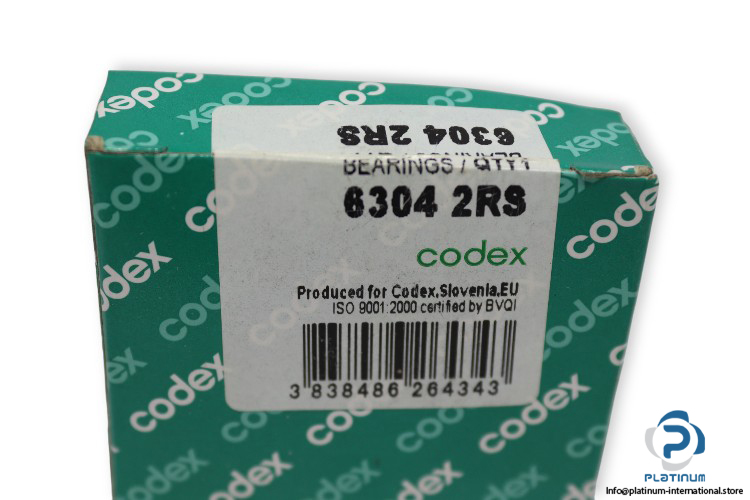 codex
6304 2RS
BEARINGS / QTY1
6304 2RS
codex
Produced for Codex,Slovenia,EU
ISO 9001:2000 certified by BVQI
3 838486 264343
codex
codex
codex
codex
codex
PLATINUM
INTERNATIONAL
Info@platinum-international.store